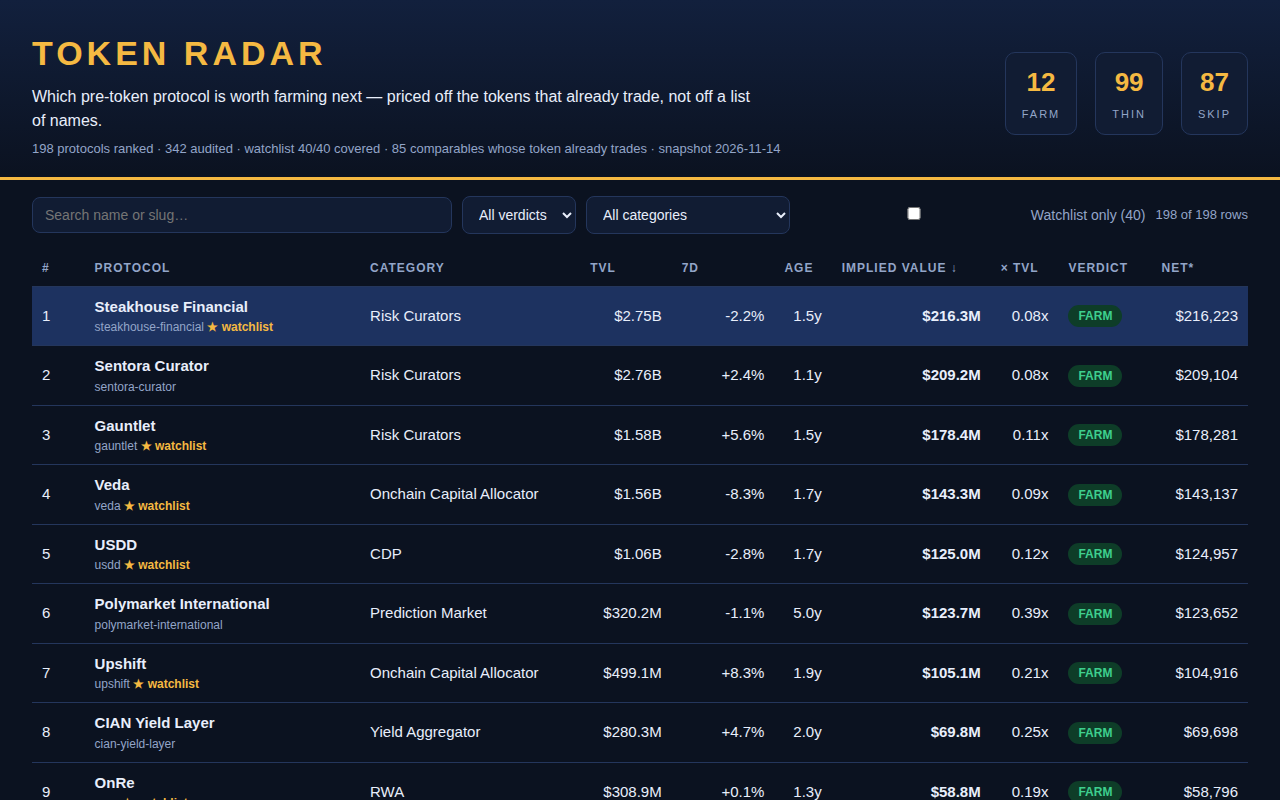 TOKEN RADAR
Which pre-token protocol is worth farming next — priced off the tokens that already trade, not off a list
of names.
198 protocols ranked · 342 audited · watchlist 40/40 covered · 85 comparables whose token already trades · snapshot 2026-11-14
12 99 87
FARM THIN SKIP
Search name or slug… All verdicts All categories Watchlist only (40) 198 of 198 rows
# PROTOCOL CATEGORY TVL 7D AGE IMPLIED VALUE ↓ × TVL VERDICT NET*
1 Steakhouse Financial Risk Curators $2.75B -2.2% 1.5y $216.3M 0.08x FARM $216,223
steakhouse-financial ★ watchlist
2 Sentora Curator Risk Curators $2.76B +2.4% 1.1y $209.2M 0.08x FARM $209,104
sentora-curator
3 Gauntlet Risk Curators $1.58B +5.6% 1.5y $178.4M 0.11x FARM $178,281
gauntlet ★ watchlist
4 Veda Onchain Capital Allocator $1.56B -8.3% 1.7y $143.3M 0.09x FARM $143,137
veda ★ watchlist
5 USDD CDP $1.06B -2.8% 1.7y $125.0M 0.12x FARM $124,957
usdd ★ watchlist
6 Polymarket International Prediction Market $320.2M -1.1% 5.0y $123.7M 0.39x FARM $123,652
polymarket-international
7 Upshift Onchain Capital Allocator $499.1M +8.3% 1.9y $105.1M 0.21x FARM $104,916
upshift ★ watchlist
8 CIAN Yield Layer Yield Aggregator $280.3M +4.7% 2.0y $69.8M 0.25x FARM $69,698
cian-yield-layer
9 OnRe RWA $308.9M +0.1% 1.3y $58.8M 0.19x FARM $58,796